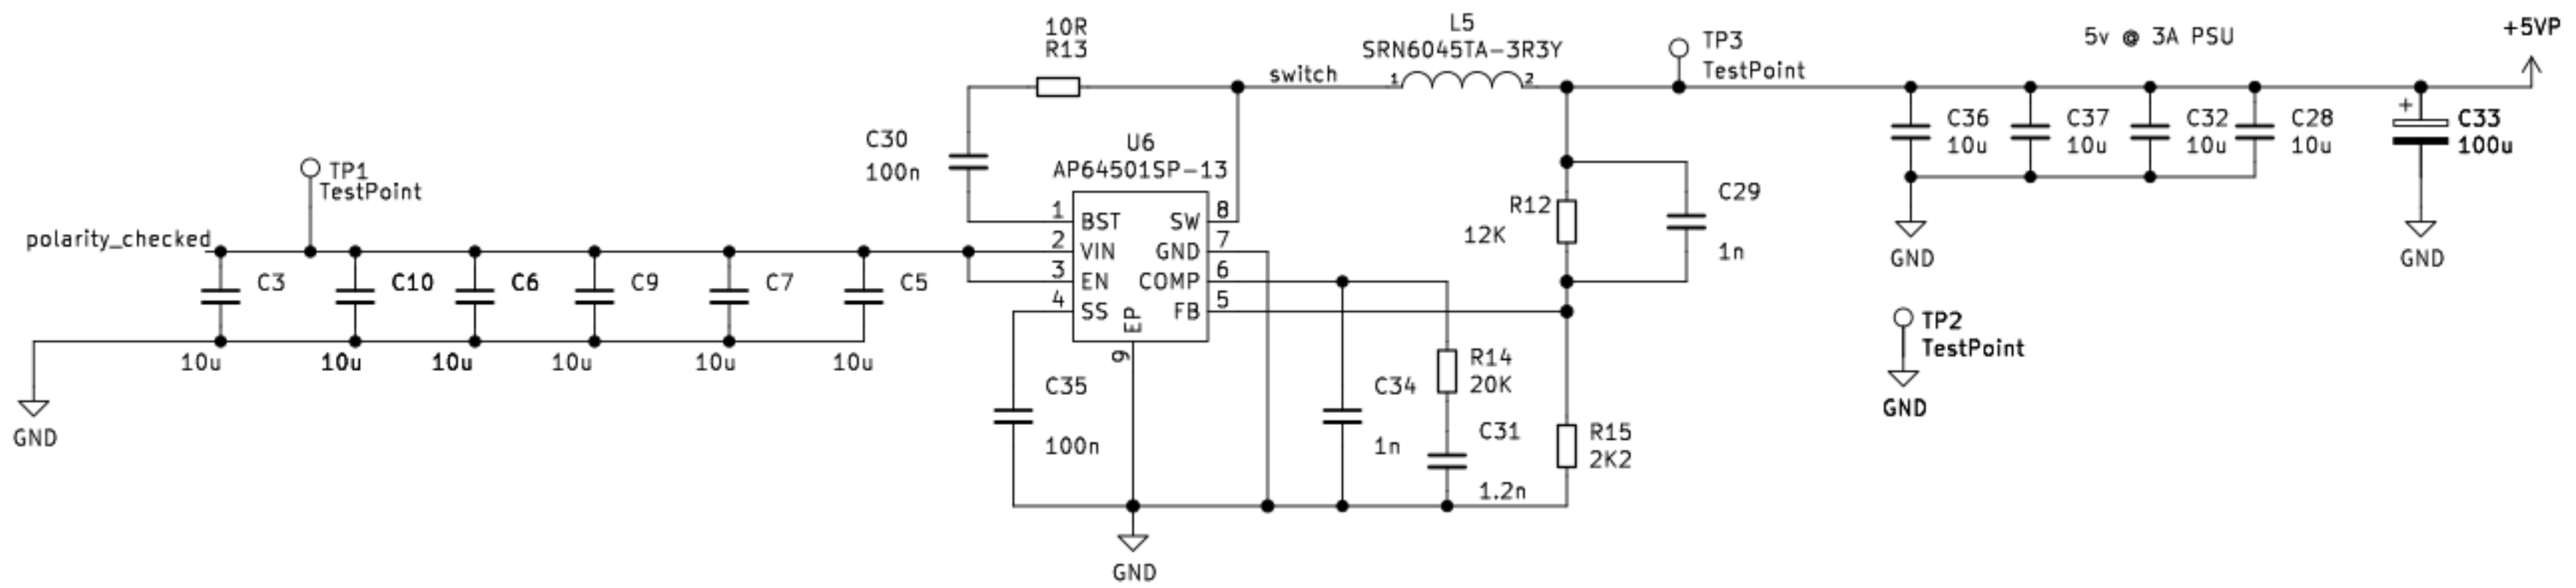 10R
R13
L5
SRN6045TA-3R3Y
switch
1
2
TP3
TestPoint
5v @ 3A PSU
+5VP
C30
100n
U6
AP64501SP-13
TP1
TestPoint
polarity_checked
C3
10u
C10
10u
C6
10u
C9
10u
C7
10u
C5
10u
GND
1
BST
2
VIN
3
EN
4
SS
EP
9
SW
8
GND
7
COMP
6
FB
5
R12
12K
C29
1n
C36
10u
C37
10u
C32
10u
C28
10u
+
C33
100u
GND
GND
TP2
TestPoint
GND
C35
100n
C34
1n
R14
20K
C31
1.2n
R15
2K2
GND